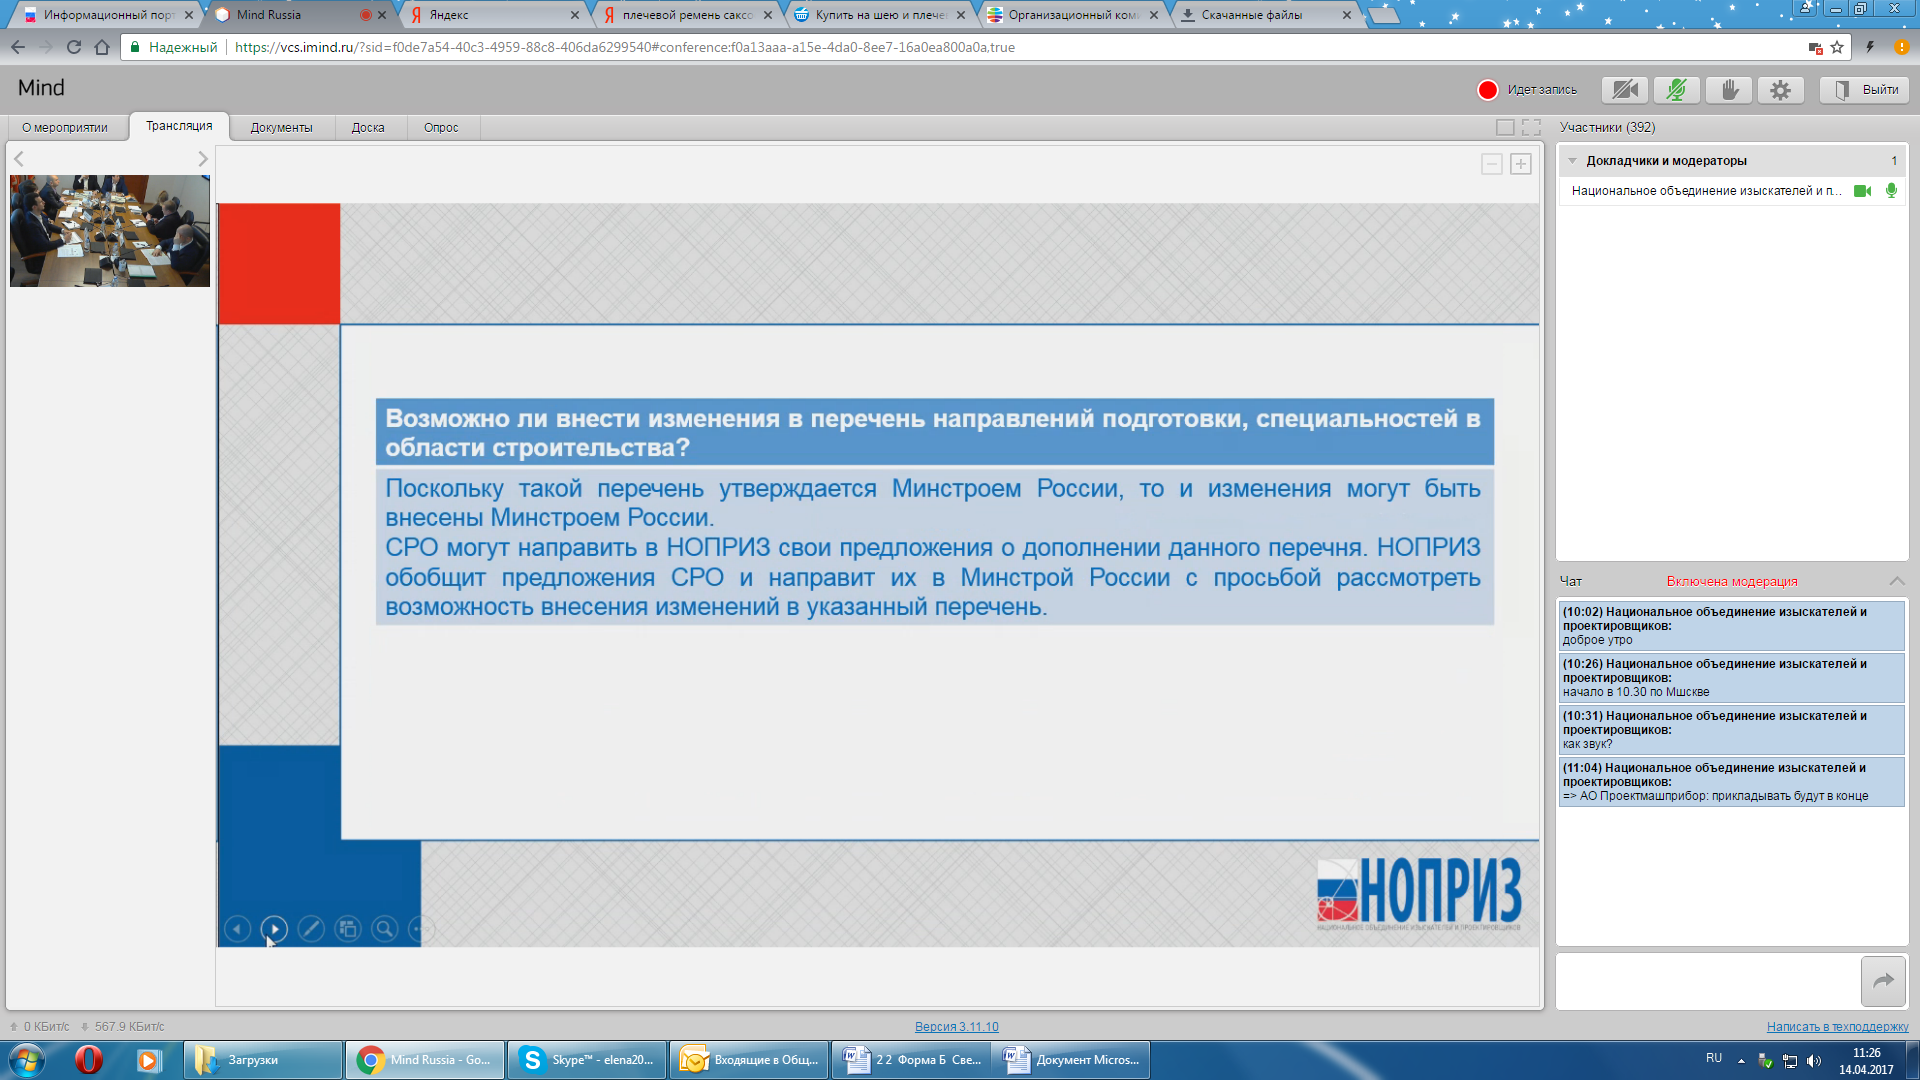 Информационный порт
Mind Russia
Яндекс
плечевой ремень саксо
Купить на шею и плече
Организационный ком
Скачанные файлы
Надежный
https://vcs.imind.ru/?sid=f0de7a54-40c3-4959-88c8-406da6299540#conference:f0a13aaa-a15e-4da0-8ee7-16a0ea800a0a,true
Mind
Идет запись
Выйти
О мероприятии
Трансляция
Документы
Доска
Опрос
Участники (392)
Докладчики и модераторы
1
Национальное объединение изыскателей и п...
Возможно ли внести изменения в перечень направлений подготовки, специальностей в
области строительства?
Поскольку такой перечень утверждается Минстроем России, то и изменения могут быть
внесены Минстроем России.
СРО могут направить в НОПРИЗ свои предложения о дополнении данного перечня. НОПРИЗ
обобщит предложения СРО и направит их в Минстрой России с просьбой рассмотреть
возможность внесения изменений в указанный перечень.
НОПРИЗ
НАЦИОНАЛЬНОЕ ОБЪЕДИНЕНИЕ ИЗЫСКАТЕЛЕЙ И ПРОЕКТИРОВЩИКОВ
Чат
Включена модерация
(10:02) Национальное объединение изыскателей и
проектировщиков:
доброе утро
(10:26) Национальное объединение изыскателей и
проектировщиков:
начало в 10.30 по Мшскве
(10:31) Национальное объединение изыскателей и
проектировщиков:
как звук?
(11:04) Национальное объединение изыскателей и
проектировщиков:
=> АО Проектмашприбор: прикладывать будут в конце
0 КБит/с
567.9 КБит/с
Версия 3.11.10
Написать в техподдержку
Загрузки
Mind Russia - Go...
Skype™ - elena20...
Входящие в Общ...
2 2 Форма Б Све...
Документ Micros...
RU
11:26
14.04.2017